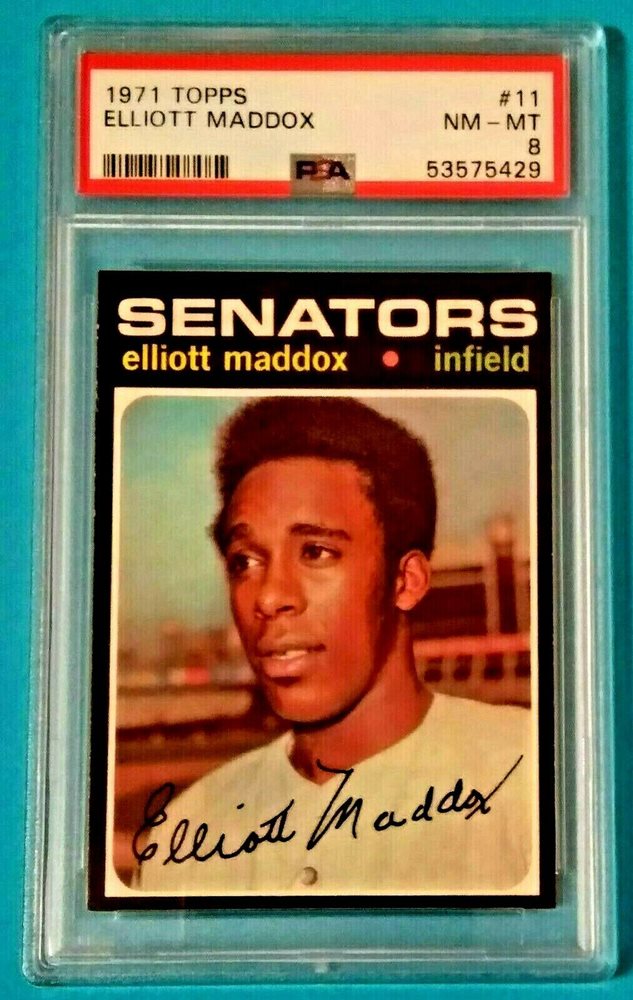 1971 TOPPS #11
ELLIOTT MADDOX NM - MT
8
PSA 53575429
SENATORS
elliott maddox • infield
Elliott Maddox